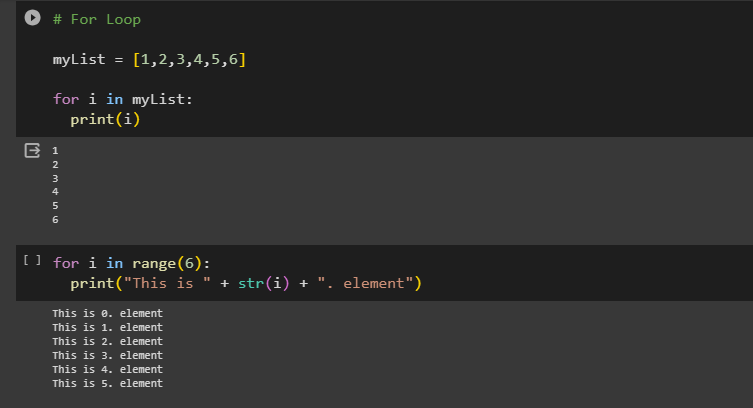 # For Loop
myList = [1,2,3,4,5,6]
for i in myList:
  print(i)
1
2
3
4
5
6
[ ] for i in range(6):
  print("This is " + str(i) + ". element")
This is 0. element
This is 1. element
This is 2. element
This is 3. element
This is 4. element
This is 5. element